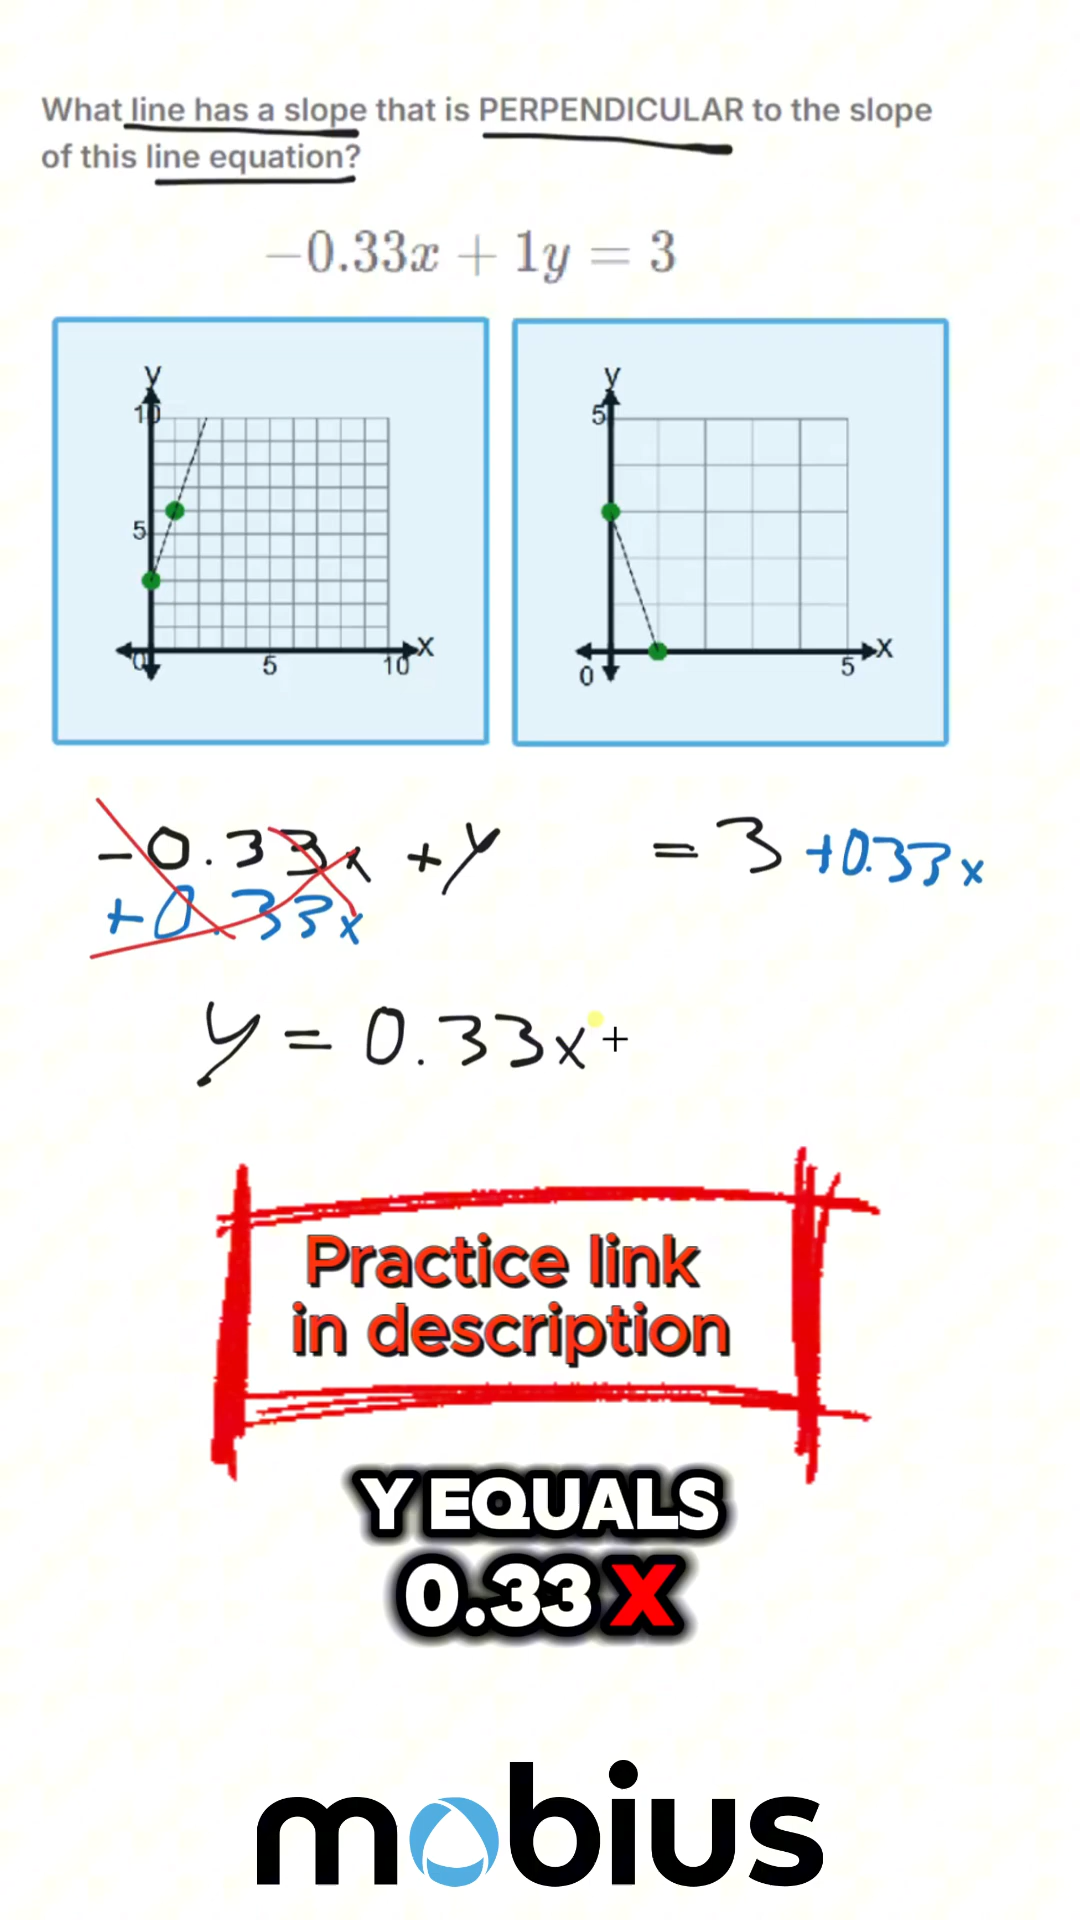 What line has a slope that is PERPENDICULAR to the slope
of this line equation?
−0.33x + 1y = 3
y
10
5
0
5
10
x
y
5
0
5
x
-0.33x +y = 3 +0.33x
+0.33x
y = 0.33x+
Practice link
in description
Y EQUALS
0.33 X
mobius